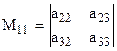 M₁₁ = |a₂₂ a₂₃|
|a₃₂ a₃₃|